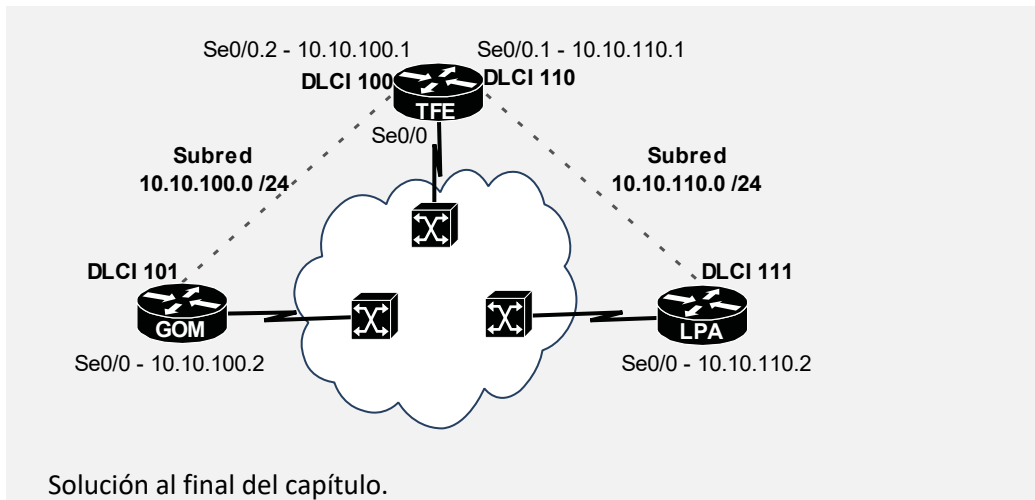 Se0/0.2 - 10.10.100.1 Se0/0.1 - 10.10.110.1
DLCI 100 DLCI 110
TFE
Se0/0
Subred
10.10.100.0 /24
Subred
10.10.110.0 /24
DLCI 101 DLCI 111
GOM LPA
Se0/0 - 10.10.100.2 Se0/0 - 10.10.110.2
Solución al final del capítulo.